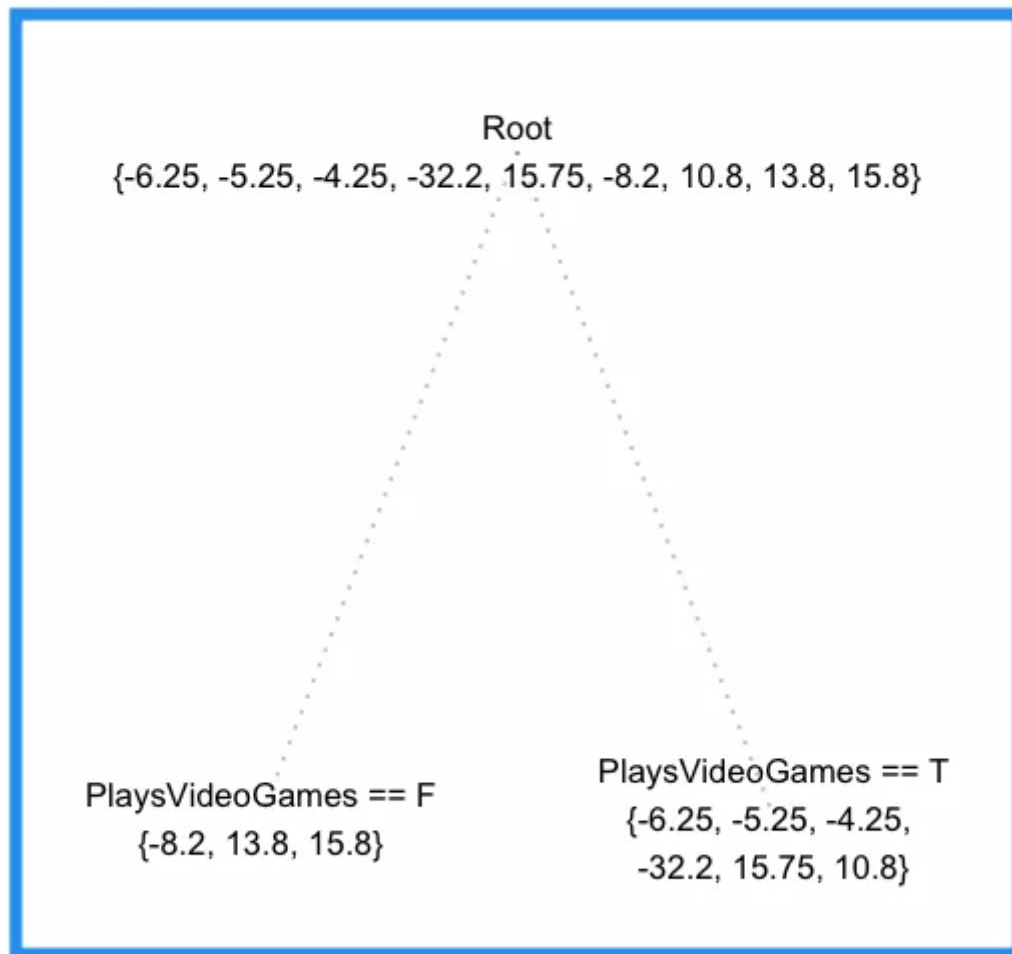 Root
{-6.25, -5.25, -4.25, -32.2, 15.75, -8.2, 10.8, 13.8, 15.8}
PlaysVideoGames == F
{-8.2, 13.8, 15.8}
PlaysVideoGames == T
{-6.25, -5.25, -4.25,
-32.2, 15.75, 10.8}